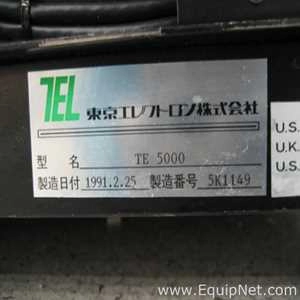 TEL 東京エレクトロン株式会社
型 名 TE 5000
製造日付 1991.2.25 製造番号 5K1149
U.S.
U.K.
U.S.
www.EquipNet.com